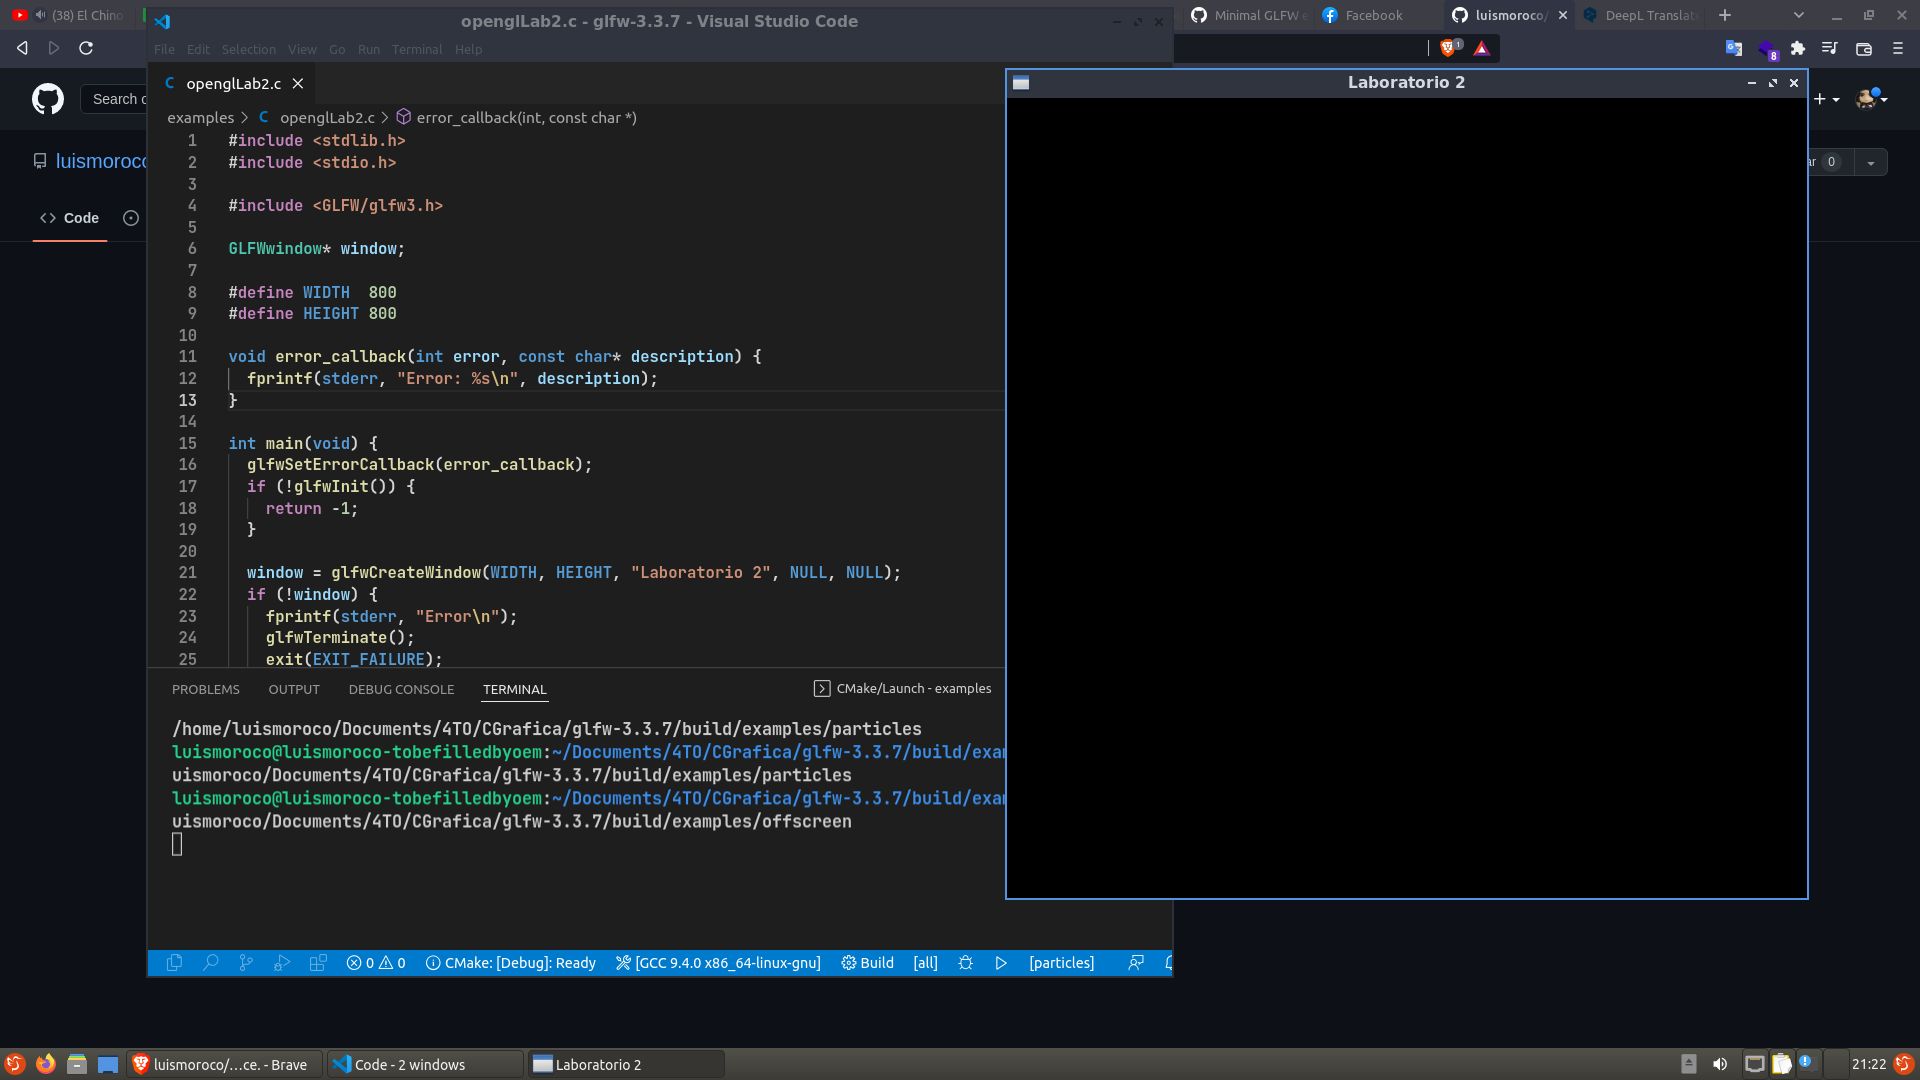 (38) El Chino
openglLab2.c - glfw-3.3.7 - Visual Studio Code
Minimal GLFW e
Facebook
luismoroco/
DeepL Translat
File Edit Selection View Go Run Terminal Help
1
8
C openglLab2.c
Laboratorio 2
Search o
examples > C openglLab2.c > error_callback(int, const char *)
luismoroco
ar 0
<> Code
1 #include <stdlib.h>
2 #include <stdio.h>
3
4 #include <GLFW/glfw3.h>
5
6 GLFWwindow* window;
7
8 #define WIDTH  800
9 #define HEIGHT 800
10
11 void error_callback(int error, const char* description) {
12   fprintf(stderr, "Error: %s\n", description);
13 }
14
15 int main(void) {
16   glfwSetErrorCallback(error_callback);
17   if (!glfwInit()) {
18     return -1;
19   }
20
21   window = glfwCreateWindow(WIDTH, HEIGHT, "Laboratorio 2", NULL, NULL);
22   if (!window) {
23     fprintf(stderr, "Error\n");
24     glfwTerminate();
25     exit(EXIT_FAILURE);
PROBLEMS OUTPUT DEBUG CONSOLE TERMINAL CMake/Launch - examples
/home/luismoroco/Documents/4TO/CGrafica/glfw-3.3.7/build/examples/particles
luismoroco@luismoroco-tobefilledbyoem:~/Documents/4TO/CGrafica/glfw-3.3.7/build/exam
uismoroco/Documents/4TO/CGrafica/glfw-3.3.7/build/examples/particles
luismoroco@luismoroco-tobefilledbyoem:~/Documents/4TO/CGrafica/glfw-3.3.7/build/exam
uismoroco/Documents/4TO/CGrafica/glfw-3.3.7/build/examples/offscreen
0 0 CMake: [Debug]: Ready [GCC 9.4.0 x86_64-linux-gnu] Build [all] [particles]
luismoroco/...ce. - Brave
Code - 2 windows
Laboratorio 2
21:22